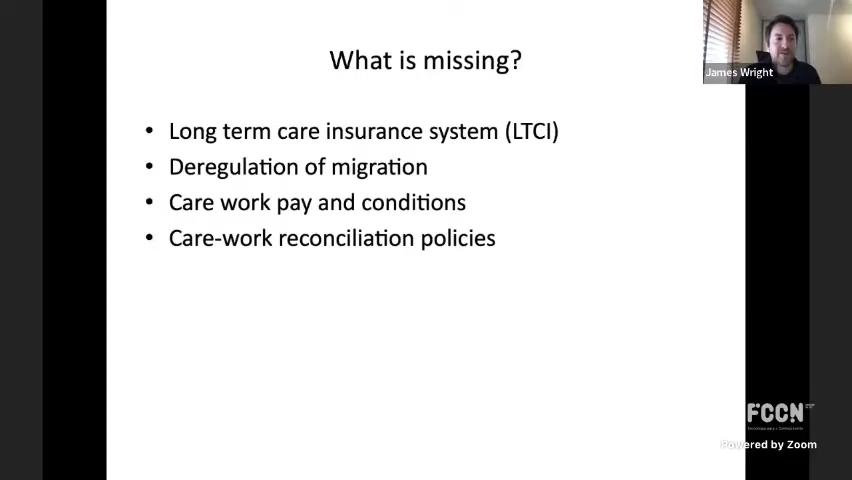 What is missing?
• Long term care insurance system (LTCI)
• Deregulation of migration
• Care work pay and conditions
• Care-work reconciliation policies
James Wright
FCCN
Powered by Zoom